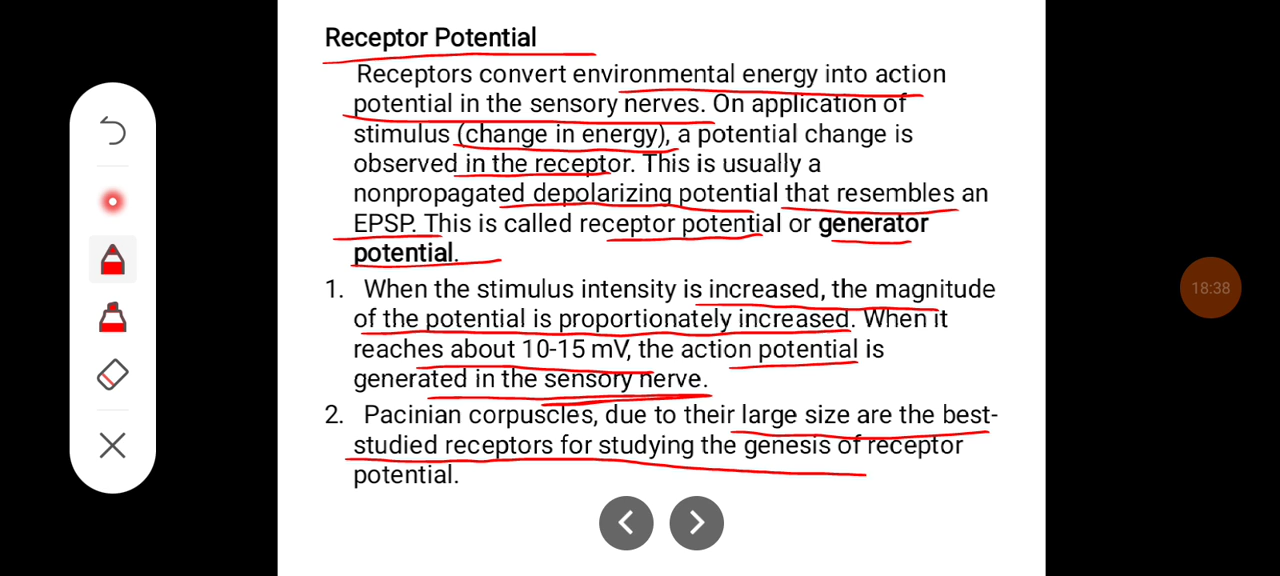 Receptor Potential
Receptors convert environmental energy into action
potential in the sensory nerves. On application of
stimulus (change in energy), a potential change is
observed in the receptor. This is usually a
nonpropagated depolarizing potential that resembles an
EPSP. This is called receptor potential or generator
potential.
1. When the stimulus intensity is increased, the magnitude
of the potential is proportionately increased. When it
reaches about 10-15 mV, the action potential is
generated in the sensory nerve.
2. Pacinian corpuscles, due to their large size are the best-
studied receptors for studying the genesis of receptor
potential.
18:38